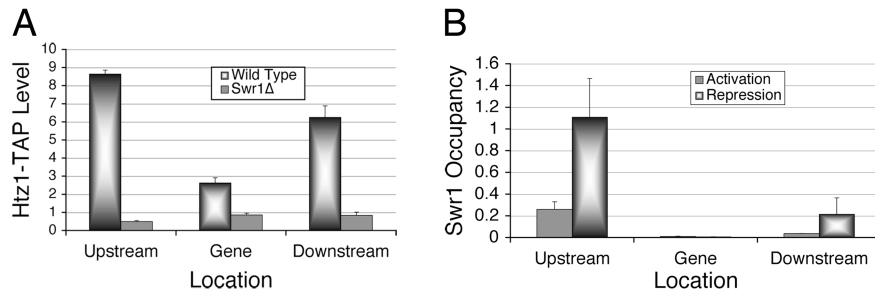 A
Htz1-TAP Level
10
9
8
7
6
5
4
3
2
1
0
Wild Type
Swr1Δ
Upstream
Gene
Downstream
Location
B
Swr1 Occupancy
1.6
1.4
1.2
1
0.8
0.6
0.4
0.2
0
Activation
Repression
Upstream
Gene
Downstream
Location